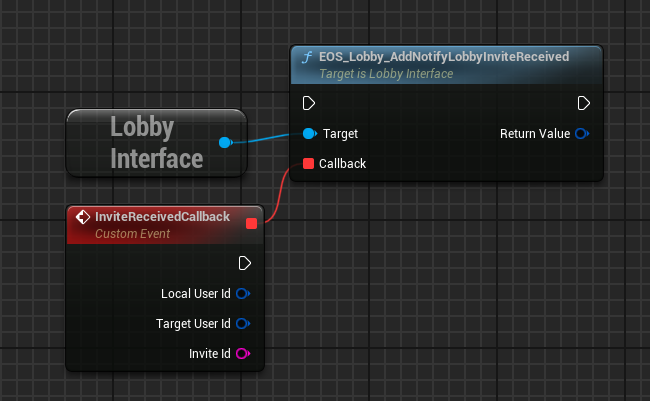 EOS_Lobby_AddNotifyLobbyInviteReceived
Target is Lobby Interface
Lobby
Interface
Target
Return Value
Callback
InviteReceivedCallback
Custom Event
Local User Id
Target User Id
Invite Id